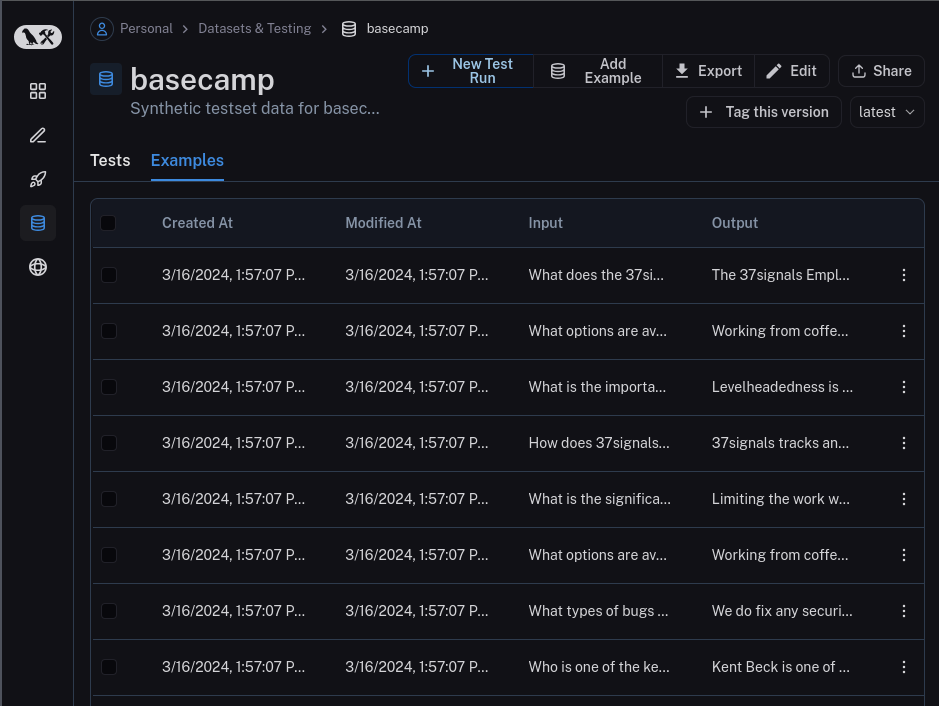 Personal > Datasets & Testing > basecamp
basecamp
Synthetic testset data for basec...
New Test Run
Add Example
Export
Edit
Share
Tag this version
latest
Tests Examples
Created At Modified At Input Output
3/16/2024, 1:57:07 P... 3/16/2024, 1:57:07 P... What does the 37si... The 37signals Empl...
3/16/2024, 1:57:07 P... 3/16/2024, 1:57:07 P... What options are av... Working from coffe...
3/16/2024, 1:57:07 P... 3/16/2024, 1:57:07 P... What is the importa... Levelheadedness is ...
3/16/2024, 1:57:07 P... 3/16/2024, 1:57:07 P... How does 37signals... 37signals tracks an...
3/16/2024, 1:57:07 P... 3/16/2024, 1:57:07 P... What is the significa... Limiting the work w...
3/16/2024, 1:57:07 P... 3/16/2024, 1:57:07 P... What options are av... Working from coffe...
3/16/2024, 1:57:07 P... 3/16/2024, 1:57:07 P... What types of bugs ... We do fix any securi...
3/16/2024, 1:57:07 P... 3/16/2024, 1:57:07 P... Who is one of the ke... Kent Beck is one of ...